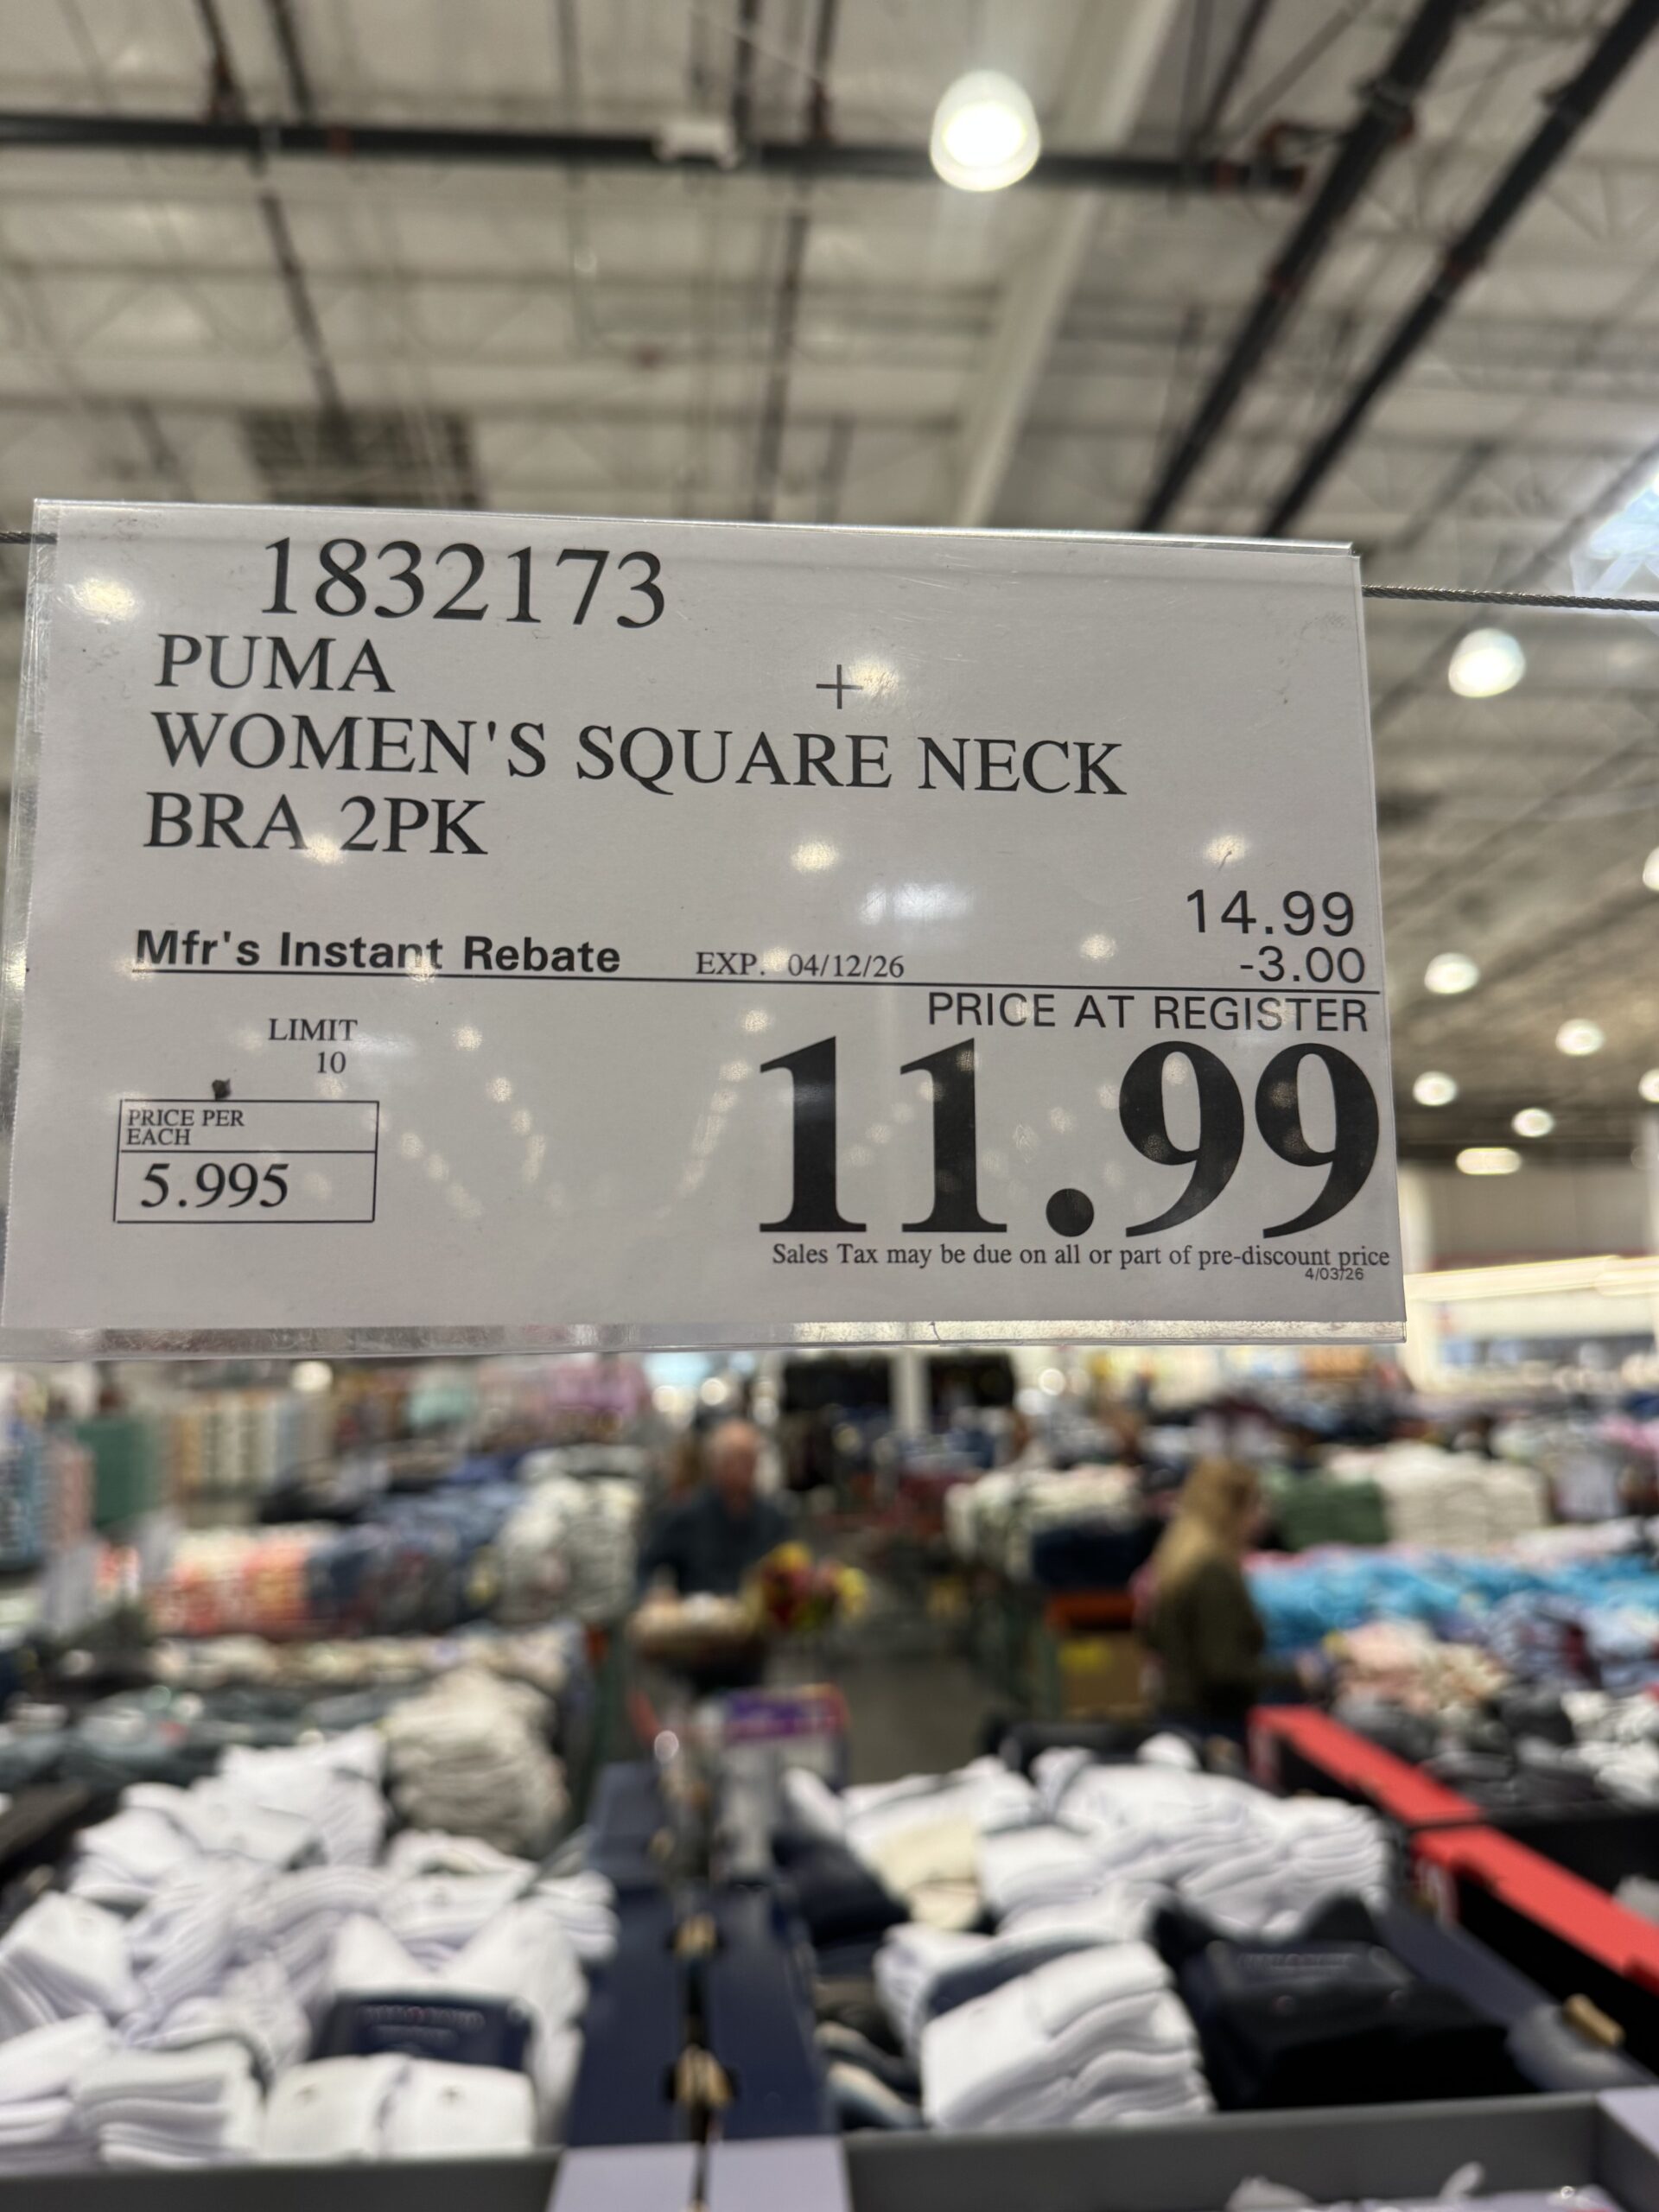 1832173
PUMA +
WOMEN'S SQUARE NECK
BRA 2PK
14.99
Mfr's Instant Rebate EXP. 04/12/26 -3.00
PRICE AT REGISTER
LIMIT
10
11.99
PRICE PER
EACH
5.995
Sales Tax may be due on all or part of pre-discount price
4/03/26